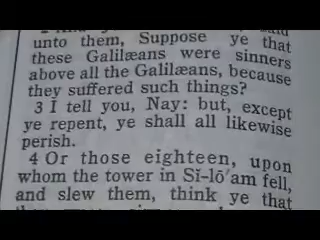 unto them, Suppose ye that
these Galilæans were sinners
above all the Galilæans, because
they suffered such things?
3 I tell you, Nay: but, except
ye repent, ye shall all likewise
perish.
4 Or those eighteen, upon
whom the tower in Sĭ-lō´am fell,
and slew them, think ye that